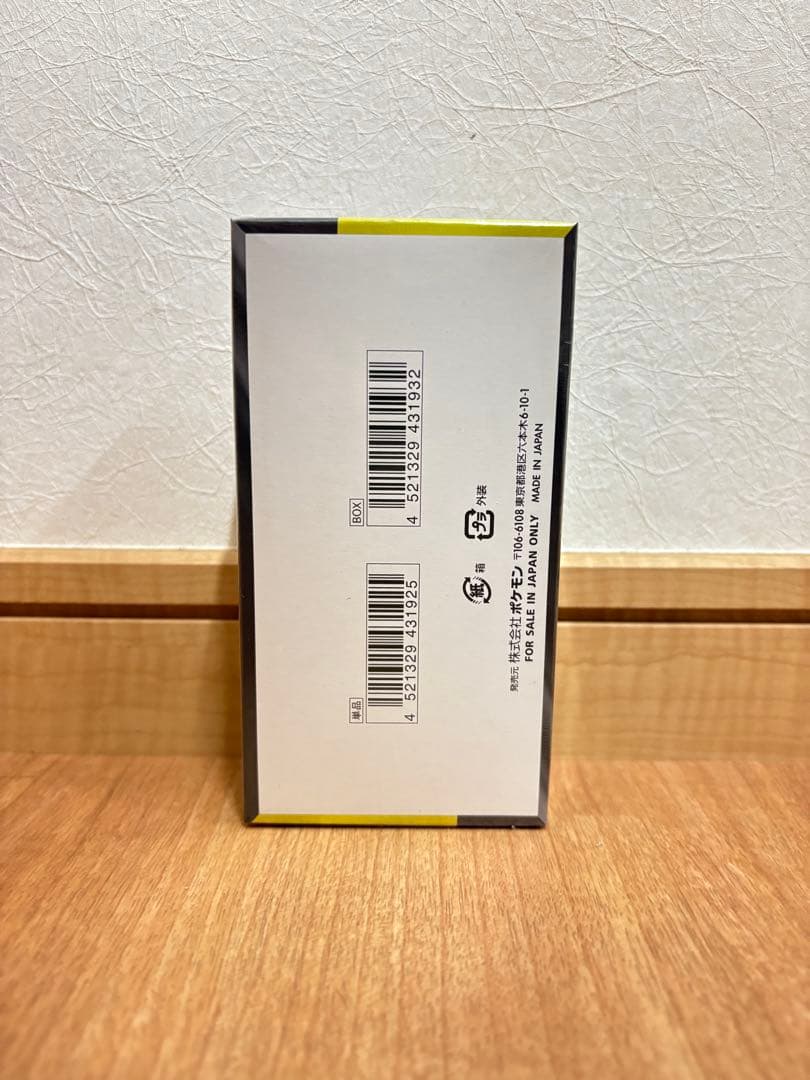 単品
4 521329 431925
BOX
4 521329 431932
紙 箱
プラ 外装
発売元 株式会社 ポケモン 〒106-6108 東京都港区六本木6-10-1
FOR SALE IN JAPAN ONLY MADE IN JAPAN